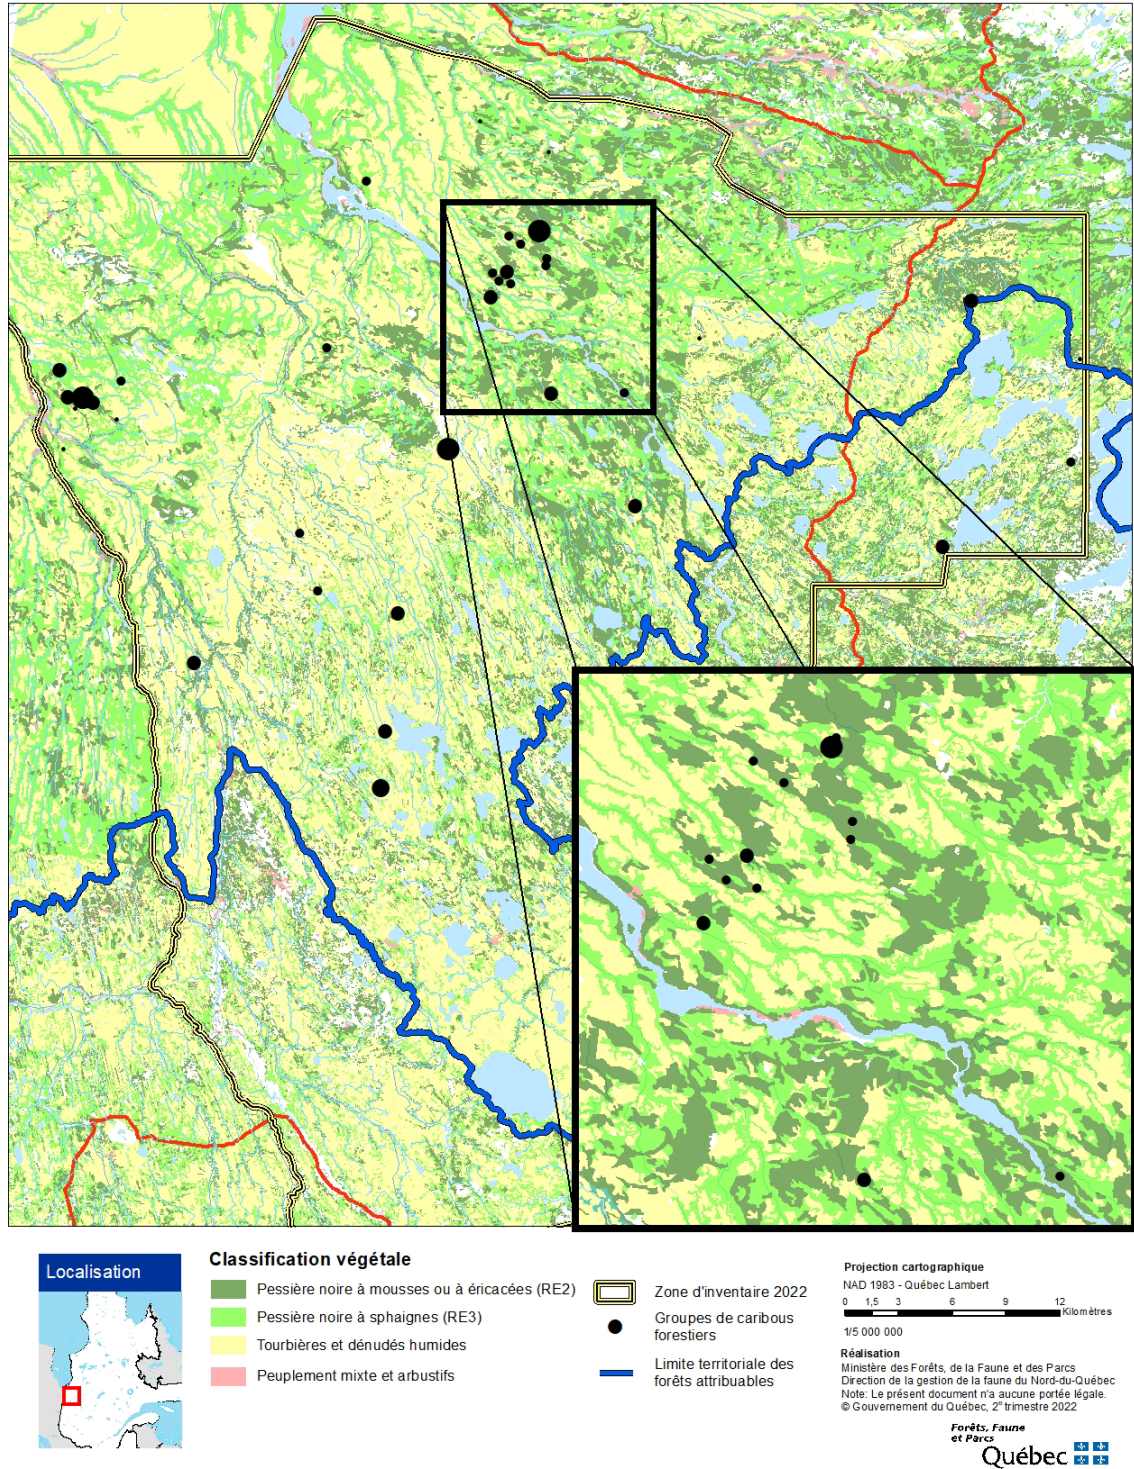 Localisation
Classification végétale
Pessière noire à mousses ou à éricacées (RE2)
Pessière noire à sphaignes (RE3)
Tourbières et dénudés humides
Peuplement mixte et arbustifs
Zone d'inventaire 2022
Groupes de caribous
forestiers
Limite territoriale des
forêts attribuables
Projection cartographique
NAD 1983 - Québec Lambert
0 1,5 3 6 9 12
Kilomètres
1/5 000 000
Réalisation
Ministère des Forêts, de la Faune et des Parcs
Direction de la gestion de la faune du Nord-du-Québec
Note: Le présent document n'a aucune portée légale.
© Gouvernement du Québec, 2e trimestre 2022
Forêts, Faune
et Parcs
Québec